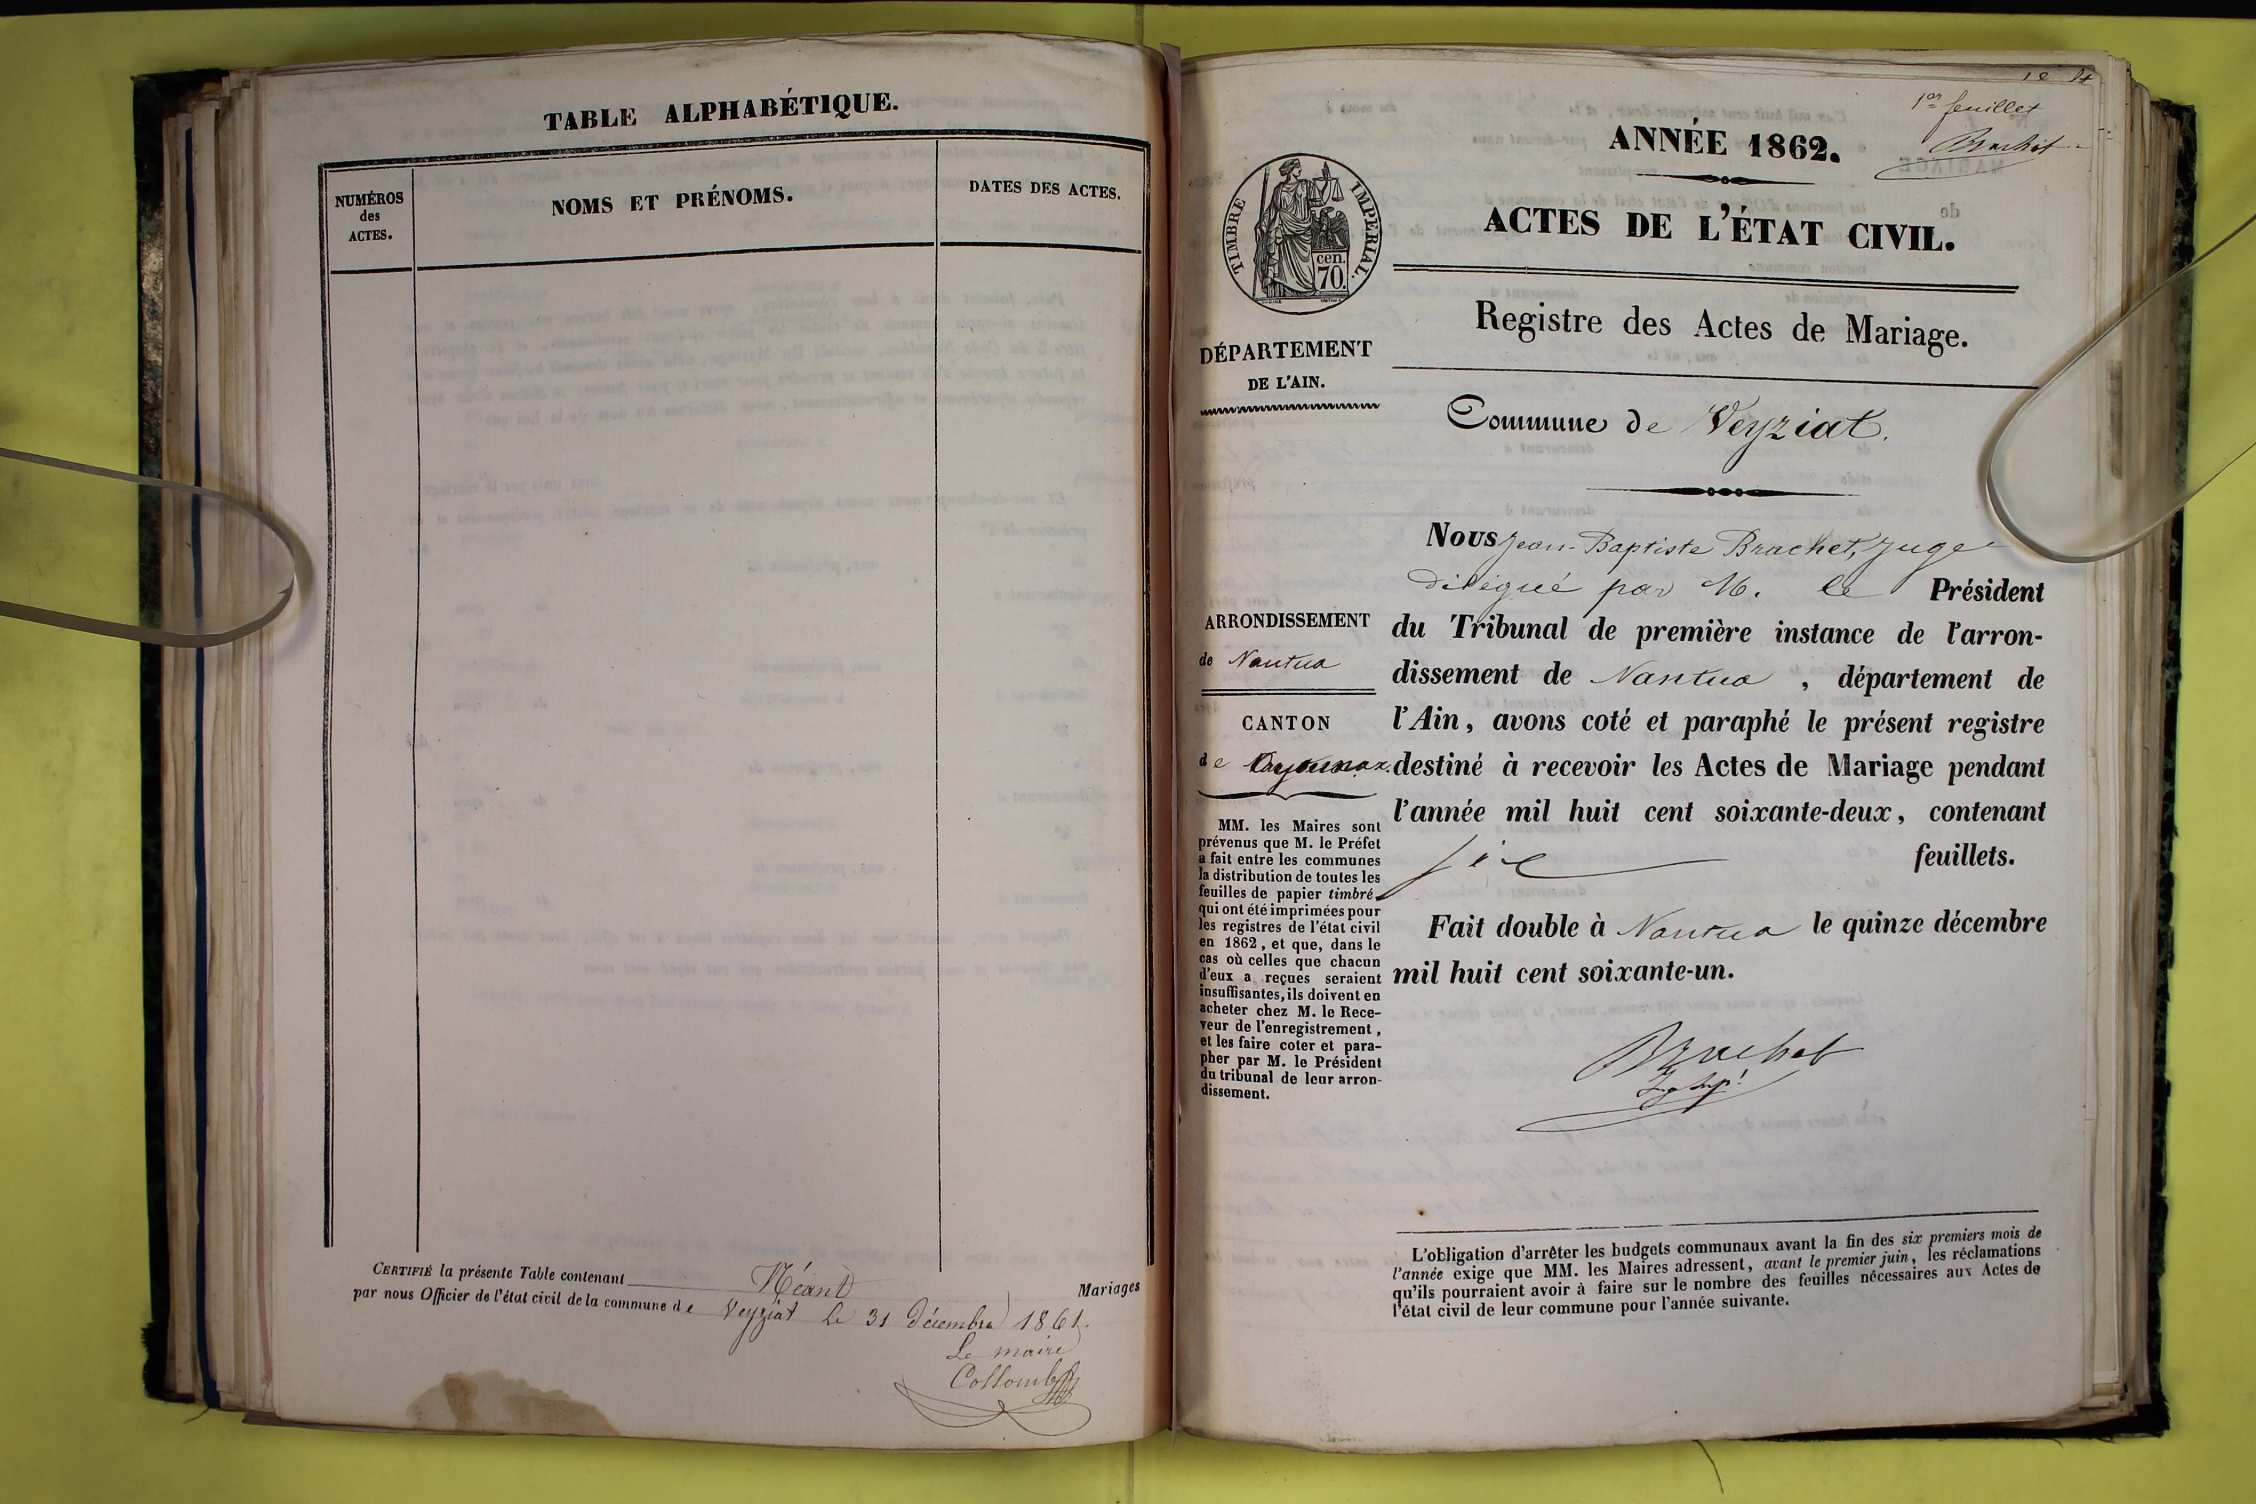 TABLE ALPHABÉTIQUE.
NUMÉROS
des
ACTES.
NOMS ET PRÉNOMS.
DATES DES ACTES.
CERTIFIÉ la présente Table contenant Néant Mariages
par nous Officier de l'état civil de la commune de Veyziat le 31 Décembre 1861.
Le maire
Collomb
1er feuillet
Brachet
ANNÉE 1862.
TIMBRE IMPERIAL.
cen.
70.
ACTES DE L'ÉTAT CIVIL.
Registre des Actes de Mariage.
DÉPARTEMENT
DE L'AIN.
Commune de Veyziat.
ARRONDISSEMENT
de Nantua
CANTON
de Oyonnax.
MM. les Maires sont
prévenus que M. le Préfet
a fait entre les communes
la distribution de toutes les
feuilles de papier timbré
qui ont été imprimées pour
les registres de l'état civil
en 1862, et que, dans le
cas où celles que chacun
d'eux a reçues seraient
insuffisantes, ils doivent en
acheter chez M. le Rece-
veur de l'enregistrement,
et les faire coter et para-
pher par M. le Président
du tribunal de leur arron-
dissement.
Nous Jean-Baptiste Brachet, Juge
délégué par M. le Président
du Tribunal de première instance de l'arron-
dissement de Nantua, département de
l'Ain, avons coté et paraphé le présent registre
destiné à recevoir les Actes de Mariage pendant
l'année mil huit cent soixante-deux, contenant
six feuillets.
Fait double à Nantua le quinze décembre
mil huit cent soixante-un.
Brachet
L'obligation d'arrêter les budgets communaux avant la fin des six premiers mois de
l'année exige que MM. les Maires adressent, avant le premier juin, les réclamations
qu'ils pourraient avoir à faire sur le nombre des feuilles nécessaires aux Actes de
l'état civil de leur commune pour l'année suivante.